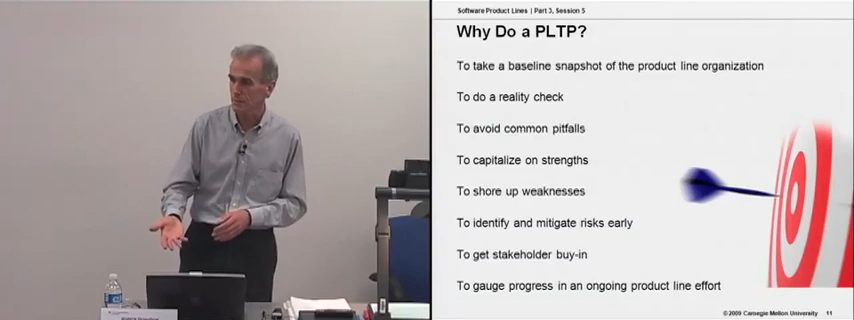 Software Product Lines | Part 3, Session 5
Why Do a PLTP?
To take a baseline snapshot of the product line organization
To do a reality check
To avoid common pitfalls
To capitalize on strengths
To shore up weaknesses
To identify and mitigate risks early
To get stakeholder buy-in
To gauge progress in an ongoing product line effort
© 2009 Carnegie Mellon University 11